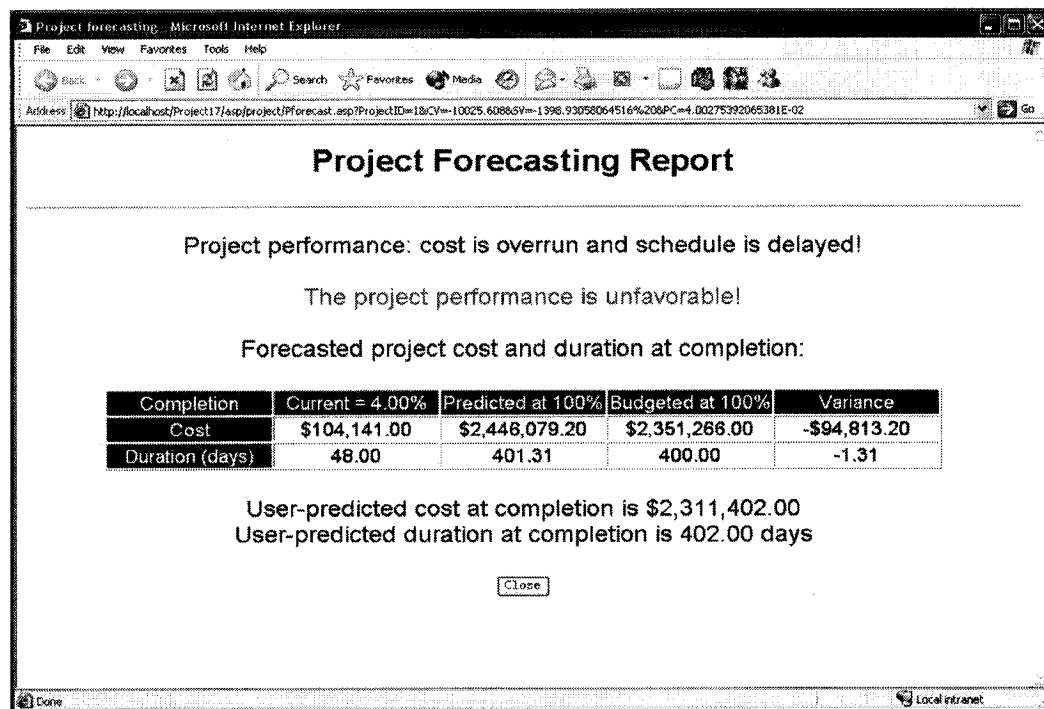 Project forecasting - Microsoft Internet Explorer
File Edit View Favorites Tools Help
Back Search Favorites Media
Address http://localhost/Project17/asp/project/Pforecast.asp?ProjectID=1&CV=-10025.608&SV=-1398.93058064516%20&PC=4.00275392065381E-02 Go
Project Forecasting Report
Project performance: cost is overrun and schedule is delayed!
The project performance is unfavorable!
Forecasted project cost and duration at completion:
Completion Current = 4.00% Predicted at 100% Budgeted at 100% Variance
Cost $104,141.00 $2,446,079.20 $2,351,266.00 -$94,813.20
Duration (days) 48.00 401.31 400.00 -1.31
User-predicted cost at completion is $2,311,402.00
User-predicted duration at completion is 402.00 days
Close
Done Local intranet